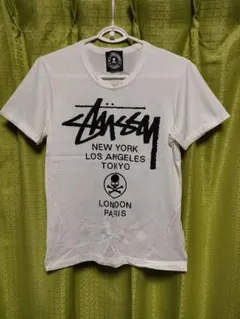 STÜSSY
NEW YORK
LOS ANGELES
TOKYO
LONDON
PARIS